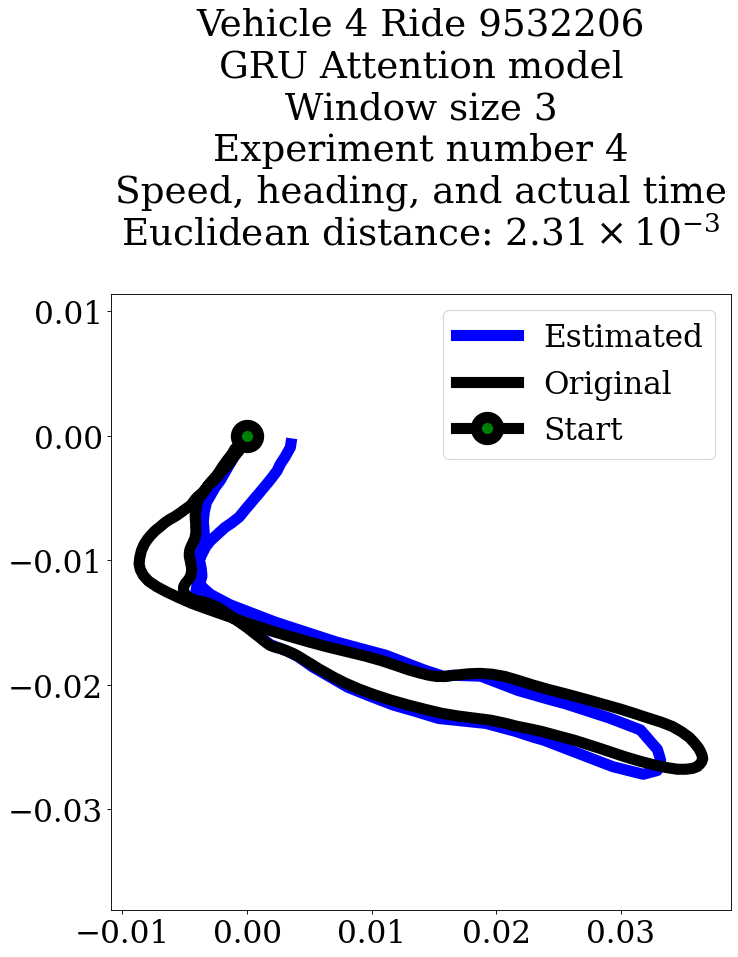 Vehicle 4 Ride 9532206
GRU Attention model
Window size 3
Experiment number 4
Speed, heading, and actual time
Euclidean distance: 2.31 × 10⁻³
Estimated
Original
Start
0.01
0.00
−0.01
−0.02
−0.03
−0.01 0.00 0.01 0.02 0.03